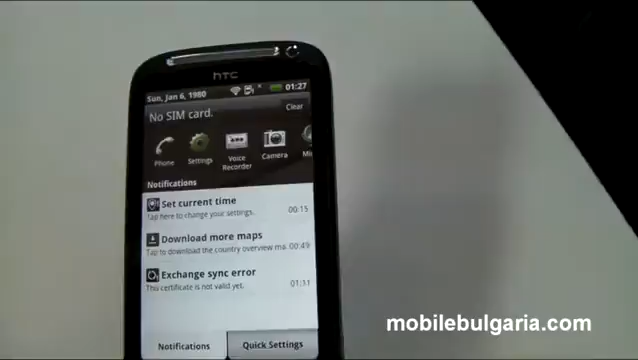 hTC
Sun, Jan 6, 1980
01:27
No SIM card.
Clear
Phone
Settings
Voice
Recorder
Camera
Notifications
Set current time
Tap here to change your settings.
00:15
Download more maps
Tap to download the country overview ma
00:49
Exchange sync error
This certificate is not valid yet.
01:11
Notifications
Quick Settings
mobilebulgaria.com